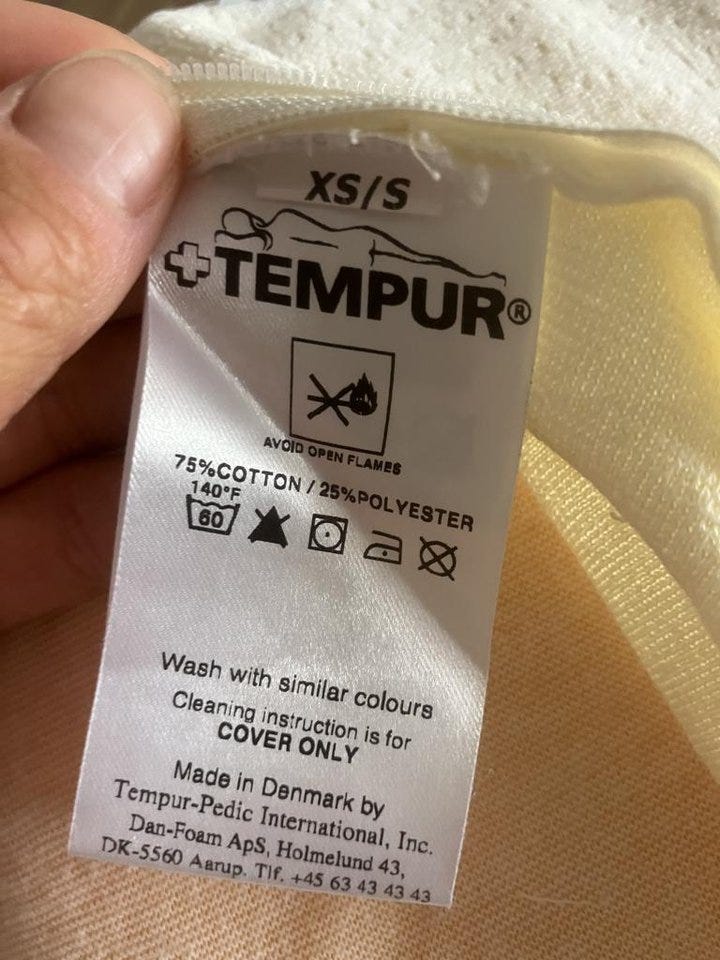 XS/S
TEMPUR®
AVOID OPEN FLAMES
75%COTTON / 25%POLYESTER
140°F
60
Wash with similar colours
Cleaning instruction is for
COVER ONLY
Made in Denmark by
Tempur-Pedic International, Inc.
Dan-Foam ApS, Holmelund 43,
DK-5560 Aarup. Tlf. +45 63 43 43 43